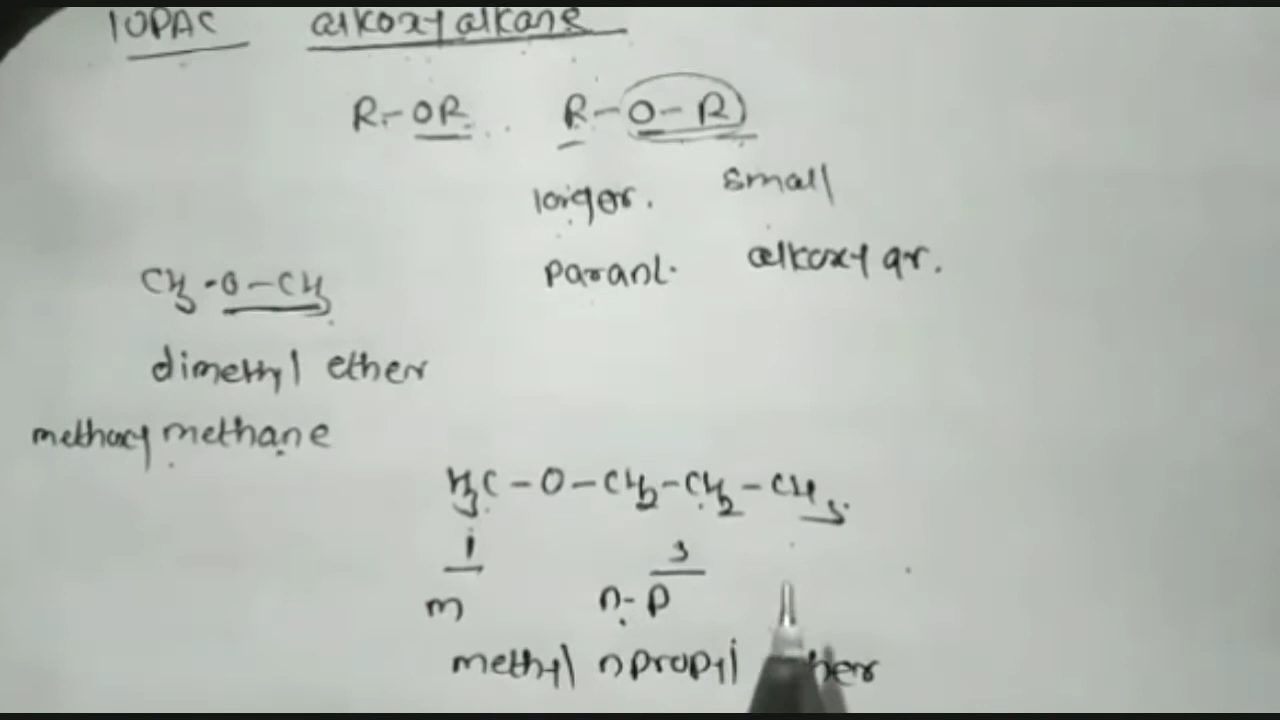 IUPAC alkoxyalkane
R-OR R-O-R
larger. small
parant. alkoxy gr.
CH3-O-CH3
dimethyl ether
methoxy methane
H3C-O-CH2-CH2-CH3
1 3
m n-p
methyl npropyl